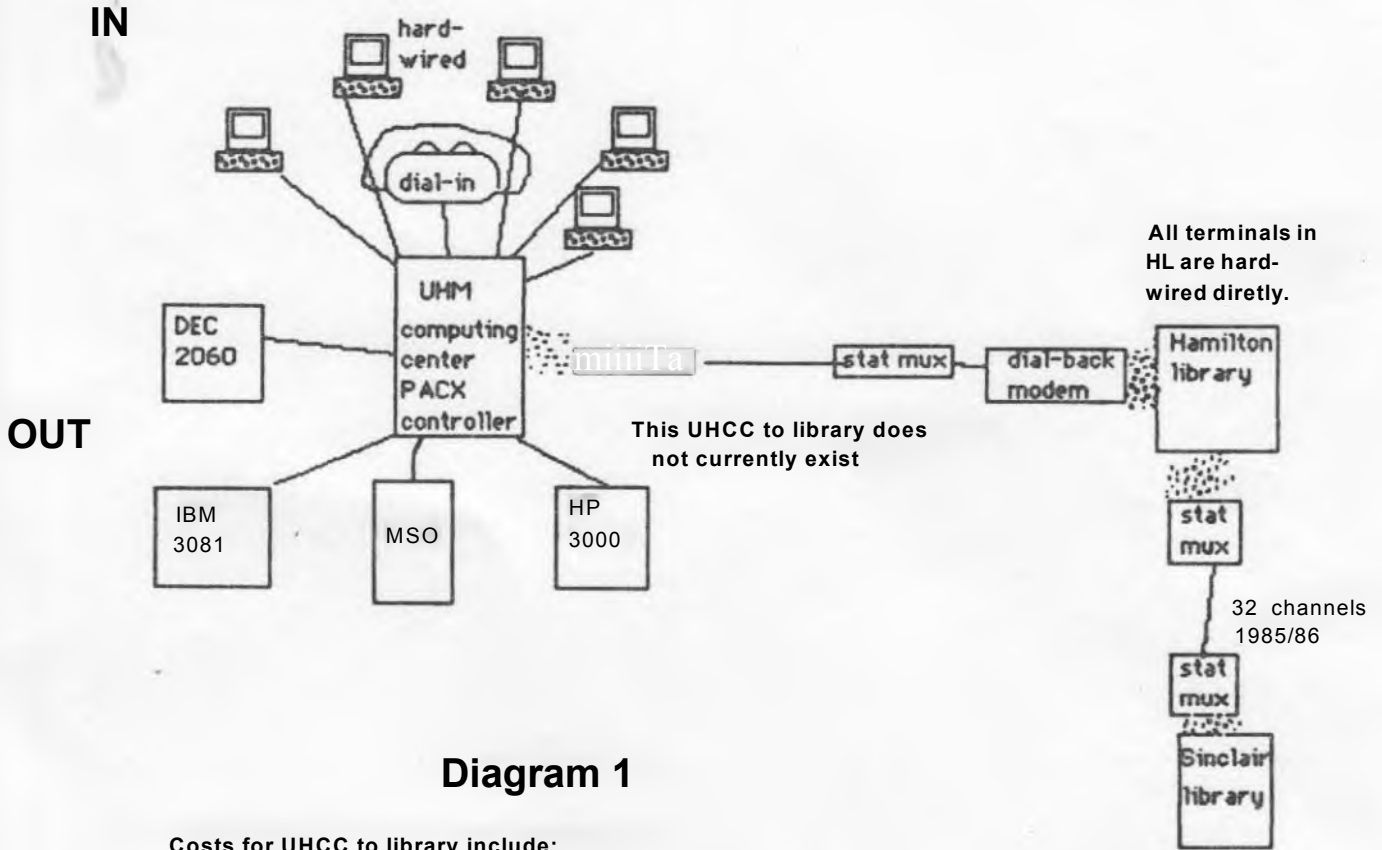 IN
hard-
wired
dial-in
UHM
computing
center
PACX
controller
DEC
2060
OUT
IBM
3081
MSO
HP
3000
stat mux
dial-back
modem
This UHCC to library does
not currently exist
All terminals in
HL are hard-
wired diretly.
Hamilton
library
stat
mux
32 channels
1985/86
stat
mux
Sinclair
library
Diagram 1
Costs for UHCC to library include: